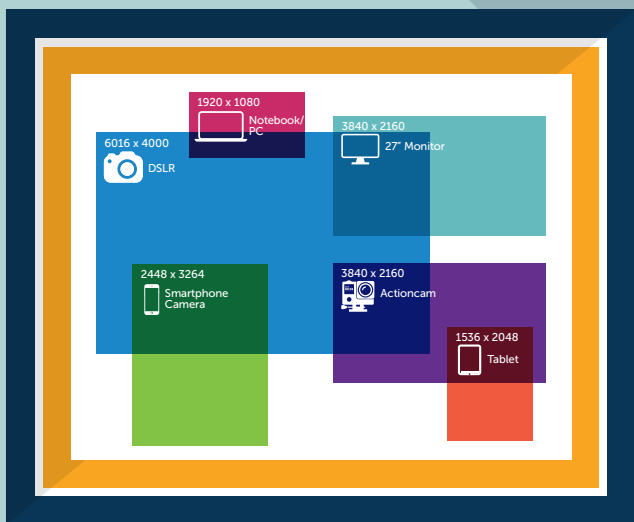 1920 x 1080
Notebook/
PC
3840 x 2160
27" Monitor
6016 x 4000
DSLR
2448 x 3264
Smartphone
Camera
3840 x 2160
Actioncam
1536 x 2048
Tablet